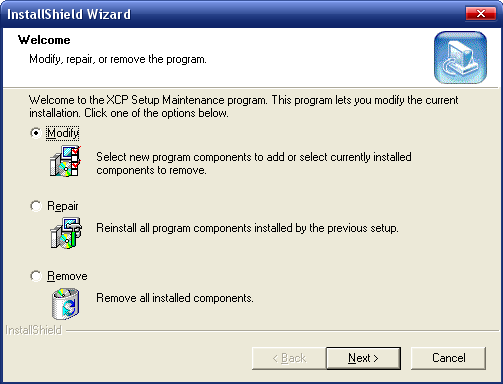 InstallShield Wizard
Welcome
Modify, repair, or remove the program.
Welcome to the XCP Setup Maintenance program. This program lets you modify the current
installation. Click one of the options below.
Modify
Select new program components to add or select currently installed
components to remove.
Repair
Reinstall all program components installed by the previous setup.
Remove
Remove all installed components.
InstallShield
< Back Next > Cancel